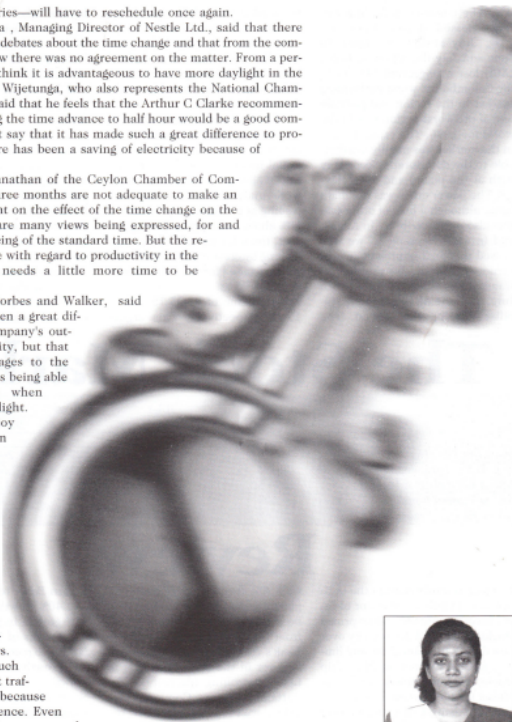 ries—will have to reschedule once again.
a , Managing Director of Nestle Ltd., said that there
debates about the time change and that from the com-
w there was no agreement on the matter. From a per-
think it is advantageous to have more daylight in the
Wijetunga, who also represents the National Cham-
aid that he feels that the Arthur C Clarke recommen-
g the time advance to half hour would be a good com-
t say that it has made such a great difference to pro-
re has been a saving of electricity because of
nathan of the Ceylon Chamber of Com-
ree months are not adequate to make an
nt on the effect of the time change on the
are many views being expressed, for and
ing of the standard time. But the re-
e with regard to productivity in the
needs a little more time to be
orbes and Walker, said
en a great dif-
mpany's out-
ity, but that
ages to the
s being able
when
light.
oy
n
s.
uch
t traf-
because
ence. Even